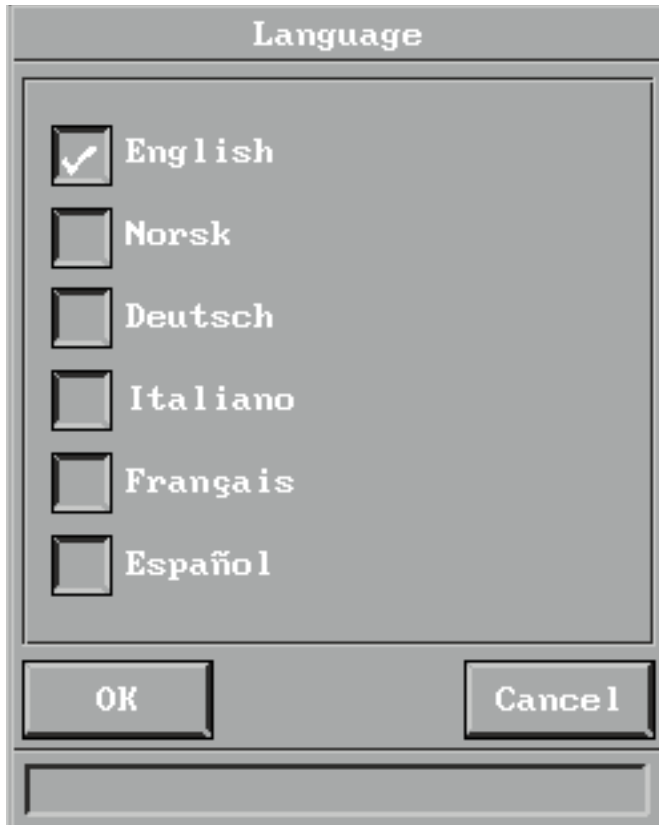 Language
English
Norsk
Deutsch
Italiano
Français
Español
OK
Cancel